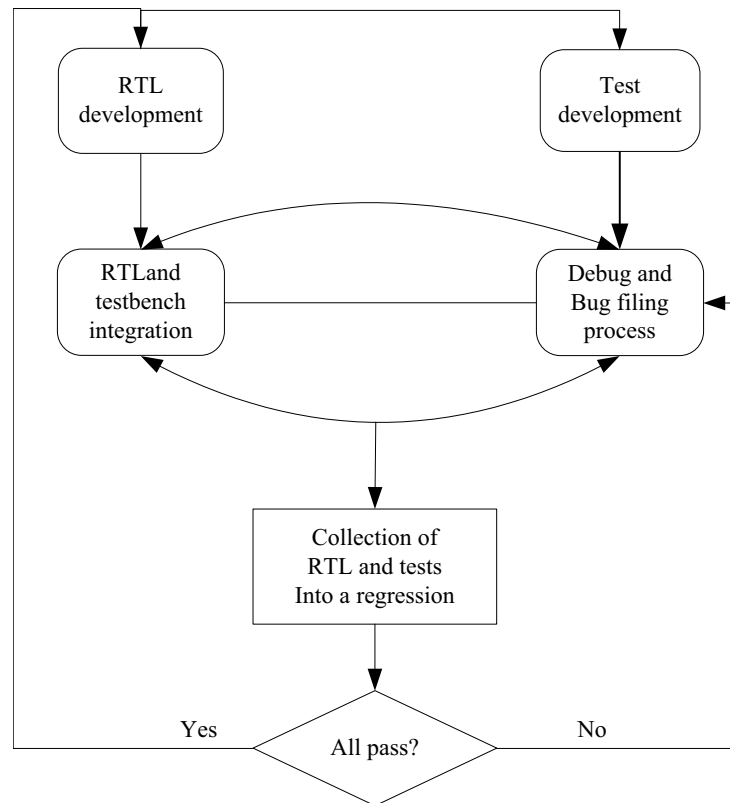 RTL
development
Test
development
RTLand
testbench
integration
Debug and
Bug filing
process
Collection of
RTL and tests
Into a regression
Yes
All pass?
No